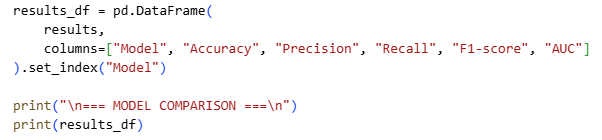 results_df = pd.DataFrame(
    results,
    columns=["Model", "Accuracy", "Precision", "Recall", "F1-score", "AUC"]
).set_index("Model")

print("\n=== MODEL COMPARISON ===\n")
print(results_df)